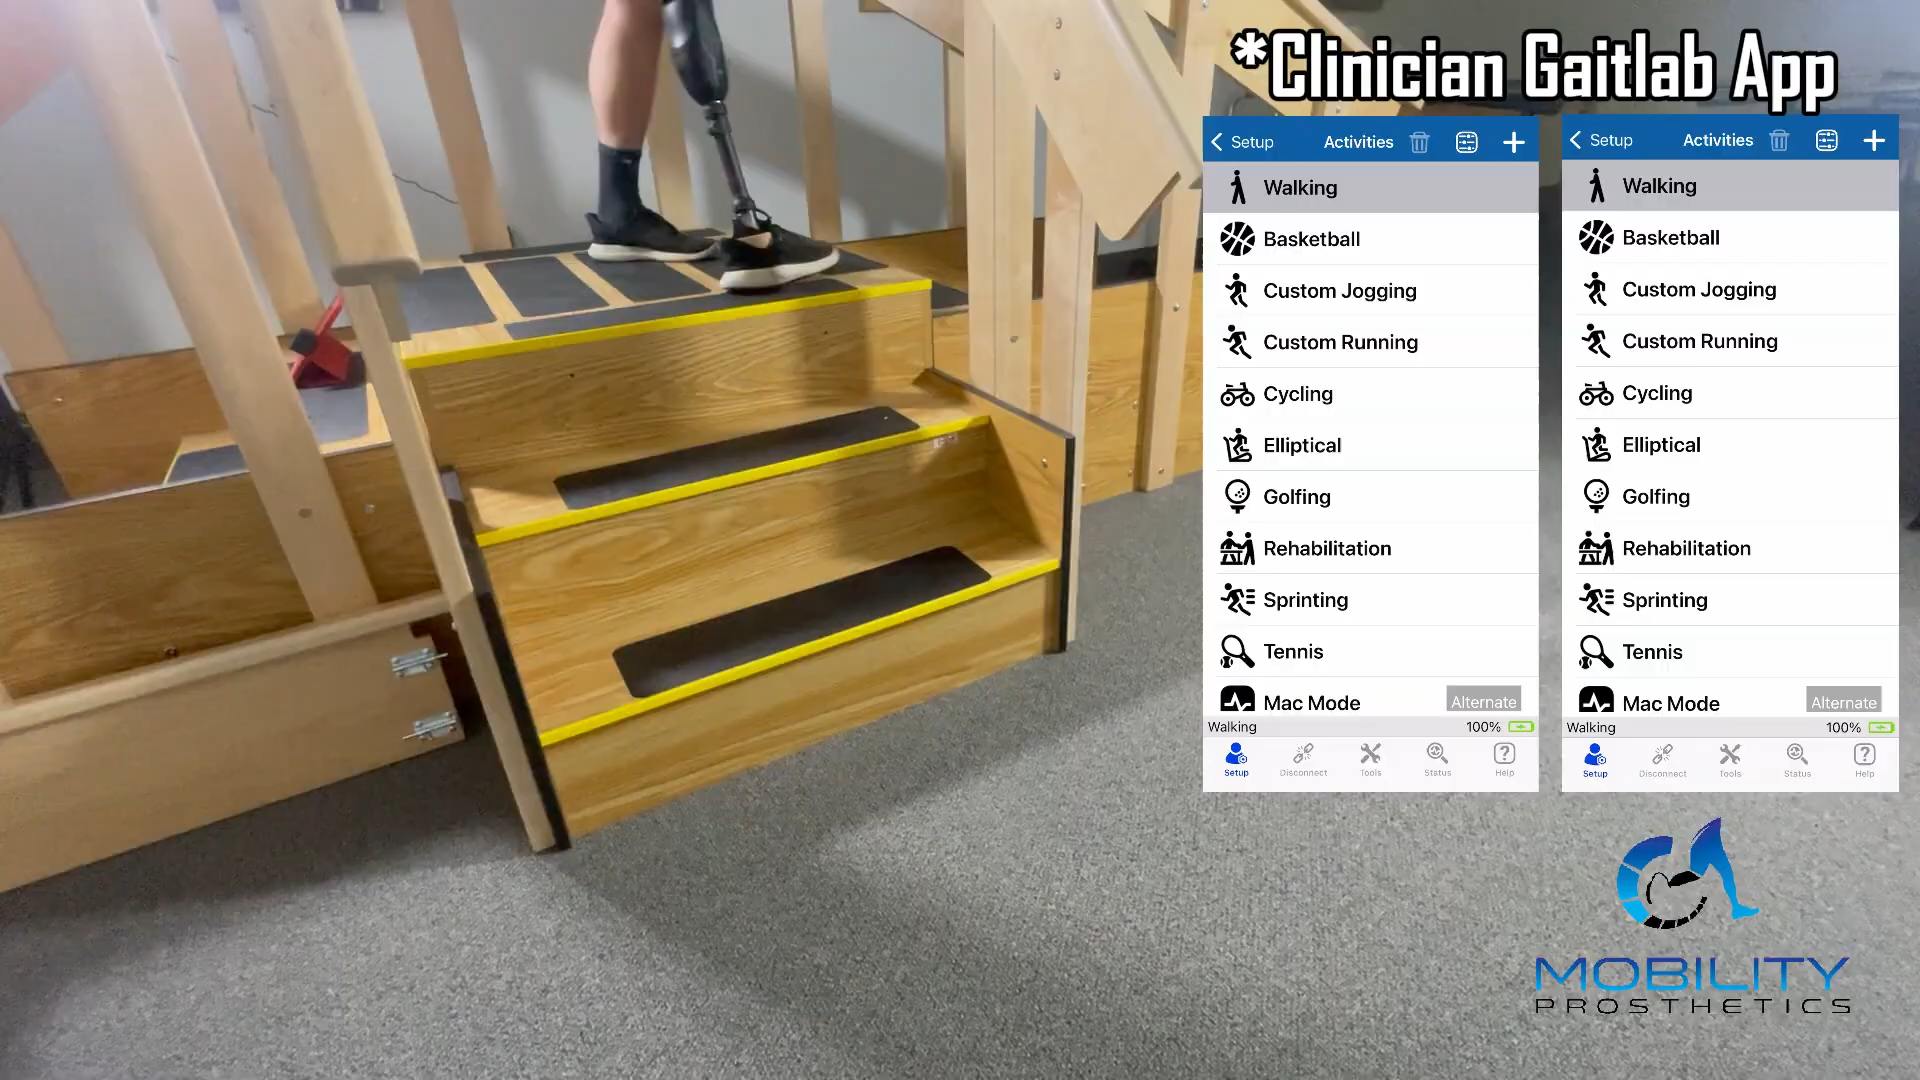 *Clinician Gaitlab App
Setup Activities
Walking
Basketball
Custom Jogging
Custom Running
Cycling
Elliptical
Golfing
Rehabilitation
Sprinting
Tennis
Mac Mode Alternate
Walking 100%
Setup Disconnect Tools Status Help
Setup Activities
Walking
Basketball
Custom Jogging
Custom Running
Cycling
Elliptical
Golfing
Rehabilitation
Sprinting
Tennis
Mac Mode Alternate
Walking 100%
Setup Disconnect Tools Status Help
MOBILITY
PROSTHETICS